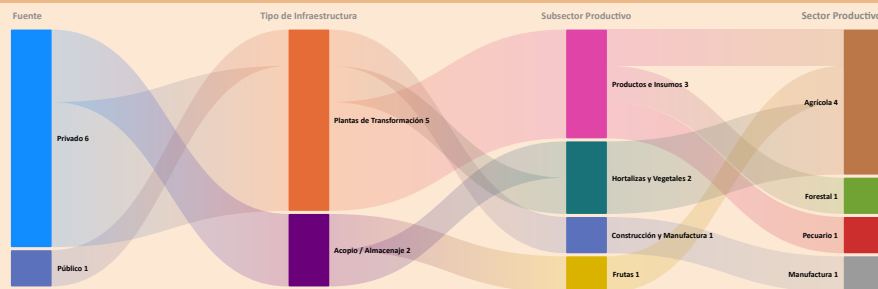 Fuente
Tipo de Infraestructura
Subsector Productivo
Sector Productivo
Privado 6
Público 1
Plantas de Transformación 5
Acopio / Almacenaje 2
Productos e Insumos 3
Hortalizas y Vegetales 2
Construcción y Manufactura 1
Frutas 1
Agrícola 4
Forestal 1
Pecuario 1
Manufactura 1